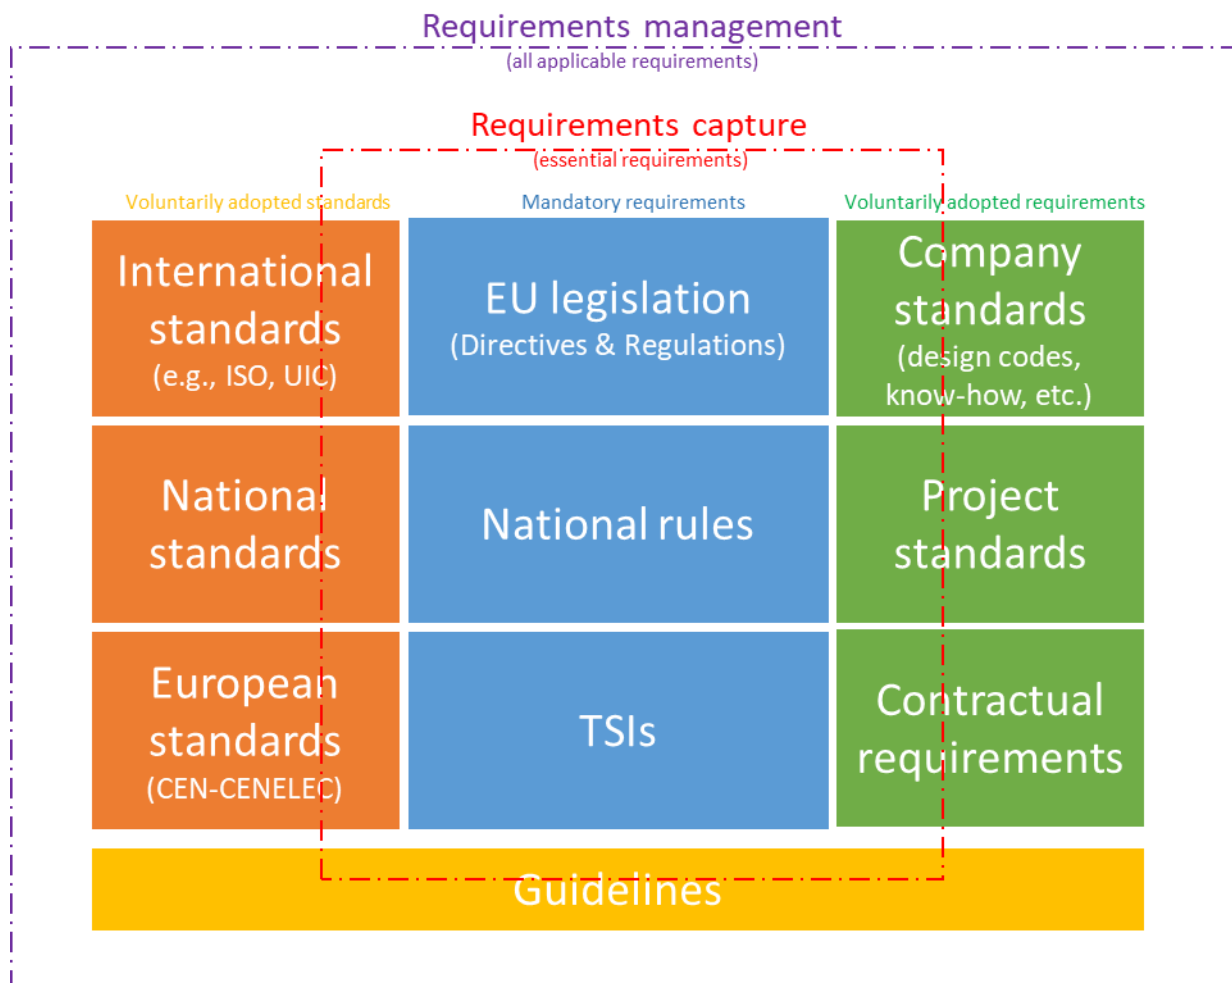 Requirements management
(all applicable requirements)
Requirements capture
(essential requirements)
Voluntarily adopted standards
Mandatory requirements
Voluntarily adopted requirements
International
standards
(e.g., ISO, UIC)
EU legislation
(Directives & Regulations)
Company
standards
(design codes,
know-how, etc.)
National
standards
National rules
Project
standards
European
standards
(CEN-CENELEC)
TSIs
Contractual
requirements
Guidelines